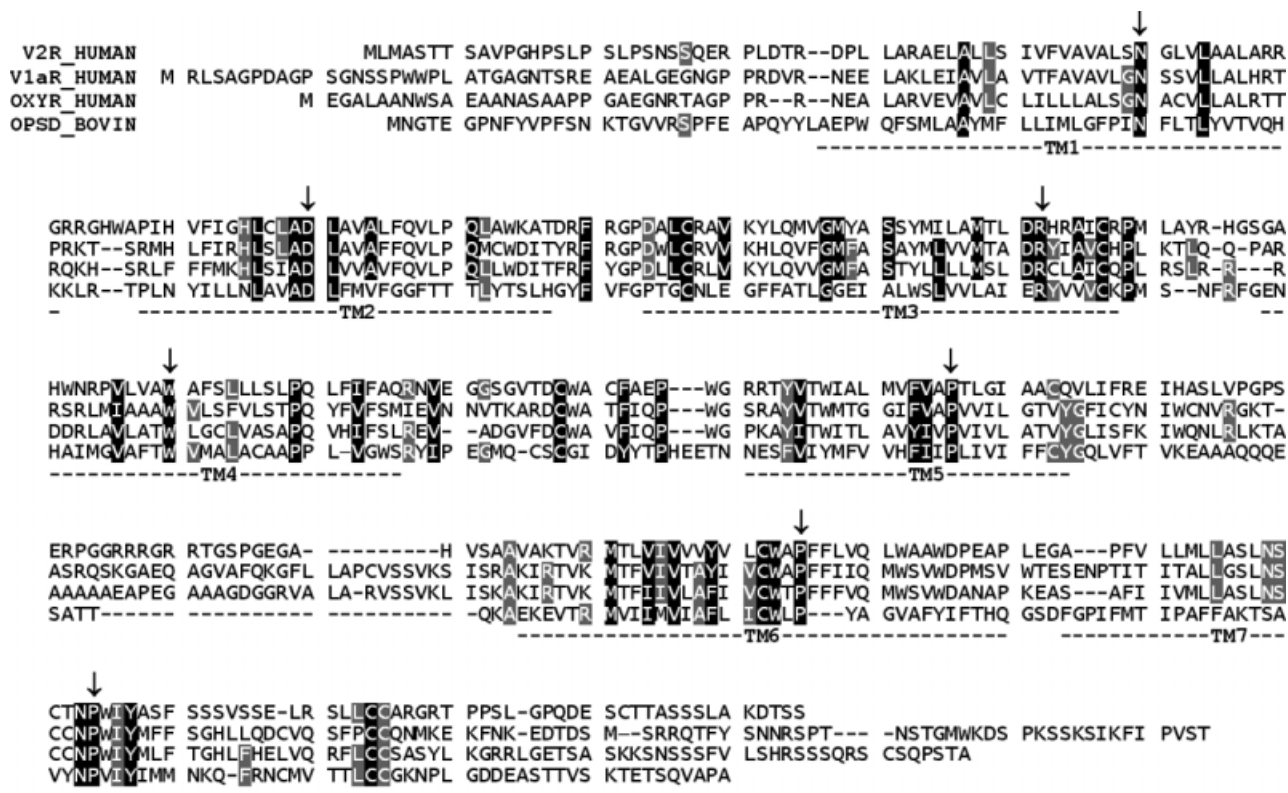 ↓
V2R_HUMAN MLMASTT SAVPGHPSLP SLPSNSSQER PLDTR--DPL LARAELALLS IVFVAVALSN GLVLAALARR
V1aR_HUMAN M RLSAGPDAGP SGNSSPWWPL ATGAGNTSRE AEALGEGNGP PRDVR--NEE LAKLEIAVLA VTFAVAVLGN SSVLLALHRT
OXYR_HUMAN M EGALAANWSA EAANASAAPP GAEGNRTAGP PR--R--NEA LARVEVAVLC LILLLALSGN ACVLLALRTT
OPSD_BOVIN MNGTEG GPNFYVPFSNK KTGVVRSPFE APQYYLAEPW QFSMLAAYMF LLIMLGFPIN FLTLYVTVQH
------------------TM1----------------
↓ ↓
GRRGHWAPIH VFIGHLCLAD LAVALFQVLP QLAWKATDRF RGPDALCRAV KYLQMVGMYA SSYMILAMTL DRHRAICRPM LAYR-HGSGA
PRKT--SRMH LFIRHLSLAD LAVAFFQVLP QMCWDITYRF RGPDWLCRVV KHLQVFGMFA SAYMLVVMTA DRYIAVCHPL KTLQ-Q-PAR
RQKH--SRLF FFMKHLSIAD LVVAVFQVLP QLLWDITFRF YGPDLLCRLV KYLQVVGMFA STYLLLLMSL DRCLAICQPL RSLR-R---R
KKLR--TPLN YILLNLAVAD LFMVFGGFTT TLYTSLHGYF VFGPTGCNLE GFFATLGGEI ALWSLVVLAI ERYVVVCKPM S--NFRFGEN
- ----------------TM2-------------- -------------------TM3---------------- --
↓ ↓
HWNRPVLVAW AFSLLLSLPQ LFIFAQRNVE GGSGVTDCWA CFAEP---WG RRTYVTWIAL MVFVAPTLGI AACQVLIFRE IHASLVPGPS
RSRLMIAAAW VLSFVLSTPQ YFVFSMIEVN NVTKARDCWA TFIQP---WG SRAYVTWMTG GIFVAPVVIL GTVYGFICYN IWCNVRGKT-
DDRLAVLATW LGCLVASAPQ VHIFSLREV- -ADGVFDCWA VFIQP---WG PKAYITWITL AVYIVPVIVL ATVYGLISFK IWQNLRLKTA
HAIMGVAFTW VMALACAAPP L-VGWSRYIP EGMQ-CSCGI DYYTPHEETN NESFVIYMFV VHFIIPLIVI FFCYGQLVFT VKEAAAQQQE
------------TM4------------- -------------TM5-----------
↓
ERPGGRRRGR RTGSPGEGA- ---------H VSAAVAKTVR MTLVIVVVYV LCWAPFFLVQ LWAAWDPEAP LEGA---PFV LLMLLASLNS
ASRQSKGAEQ AGVAFQKGFL LAPCVSSVKS ISRAKIRTVK MTFVIVTAYI VCWAPFFIIQ MWSVWDPMSV WTESENPTIT ITALLGSLNS
AAAAAEAPEG AAAGDGGRVA LA-RVSSVKL ISKAKIRTVK MTFIIVLAFI VCWTPFFFVQ MWSVWDANAP KEAS---AFI IVMLLASLNS
SATT------ ---------- ---------- --QKAEKEVTR MVIIMVIAFL ICWLP---YA GVAFYIFTHQ GSDFGPIFMT IPAFFAKTSA
------------------TM6------------------ ------------TM7---
↓
CTNPWIYASF SSSVSSE-LR SLLCCARGRT PPSL-GPQDE SCTTASSSLA KDTSS
CCNPWIYMFF SGHLLQDCVQ SFPCCQNMKE KFNK-EDTDS M--SRRQTFY SNNRSPT--- -NSTGMWKDS PKSSKSIKFI PVST
CCNPWIYMLF TGHLFHELVQ RFLCCSASYL KGRRLGETSA SKKSNSSSFV LSHRSSSQRS CSQPSTA
VYNPVIYIMM NKQ-FRNCMV TTLCCGKNPL GDDEASTTVS KTETSQVAPA